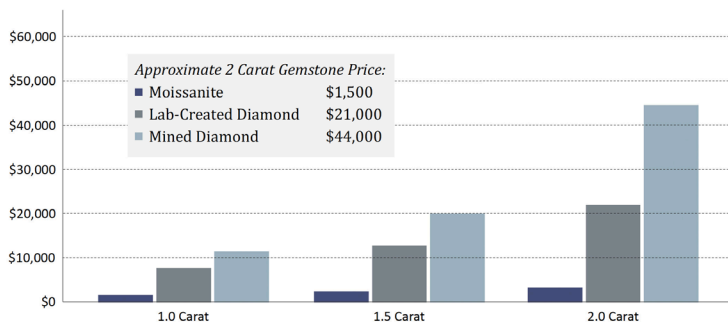 $60,000
$50,000
$40,000
$30,000
$20,000
$10,000
$0
Approximate 2 Carat Gemstone Price:
Moissanite $1,500
Lab-Created Diamond $21,000
Mined Diamond $44,000
1.0 Carat 1.5 Carat 2.0 Carat